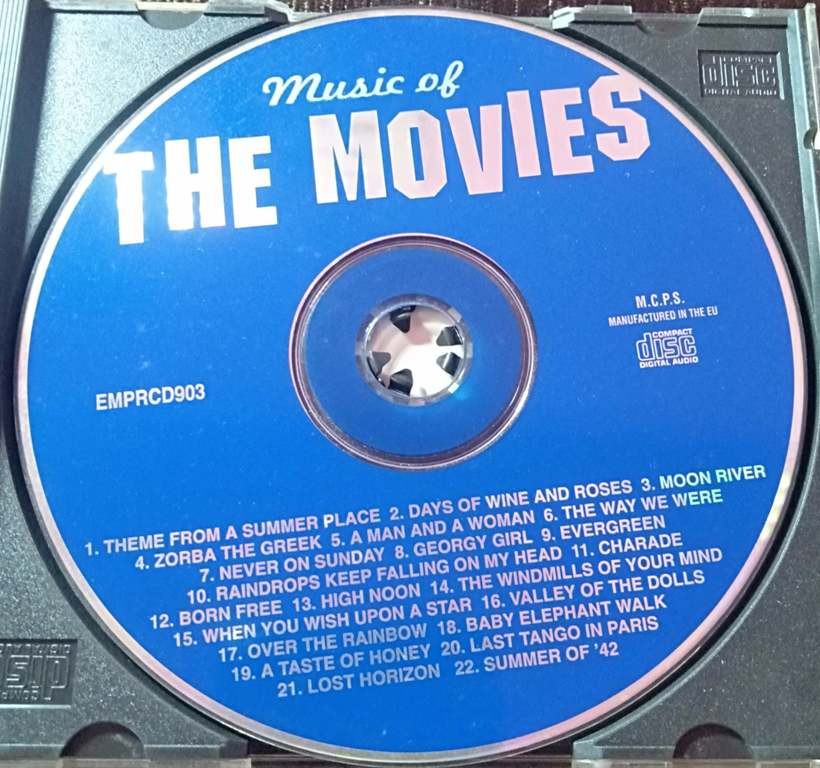 Music of
THE MOVIES
COMPACT
disc
DIGITAL AUDIO
M.C.P.S.
MANUFACTURED IN THE EU
COMPACT
disc
DIGITAL AUDIO
EMPRCD903
1. THEME FROM A SUMMER PLACE 2. DAYS OF WINE AND ROSES 3. MOON RIVER
4. ZORBA THE GREEK 5. A MAN AND A WOMAN 6. THE WAY WE WERE
7. NEVER ON SUNDAY 8. GEORGY GIRL 9. EVERGREEN
10. RAINDROPS KEEP FALLING ON MY HEAD 11. CHARADE
12. BORN FREE 13. HIGH NOON 14. THE WINDMILLS OF YOUR MIND
15. WHEN YOU WISH UPON A STAR 16. VALLEY OF THE DOLLS
17. OVER THE RAINBOW 18. BABY ELEPHANT WALK
19. A TASTE OF HONEY 20. LAST TANGO IN PARIS
21. LOST HORIZON 22. SUMMER OF '42